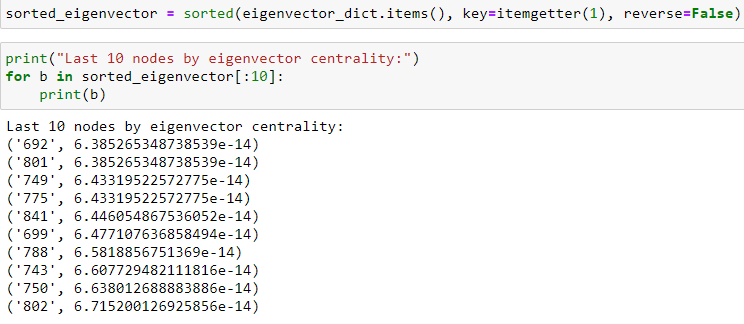 sorted_eigenvector = sorted(eigenvector_dict.items(), key=itemgetter(1), reverse=False)
print("Last 10 nodes by eigenvector centrality:")
for b in sorted_eigenvector[:10]:
    print(b)
Last 10 nodes by eigenvector centrality:
('692', 6.385265348738539e-14)
('801', 6.385265348738539e-14)
('749', 6.43319522572775e-14)
('775', 6.43319522572775e-14)
('841', 6.446054867536052e-14)
('699', 6.477107636858494e-14)
('788', 6.5818856751369e-14)
('743', 6.607729482111816e-14)
('750', 6.638012688883886e-14)
('802', 6.715200126925856e-14)